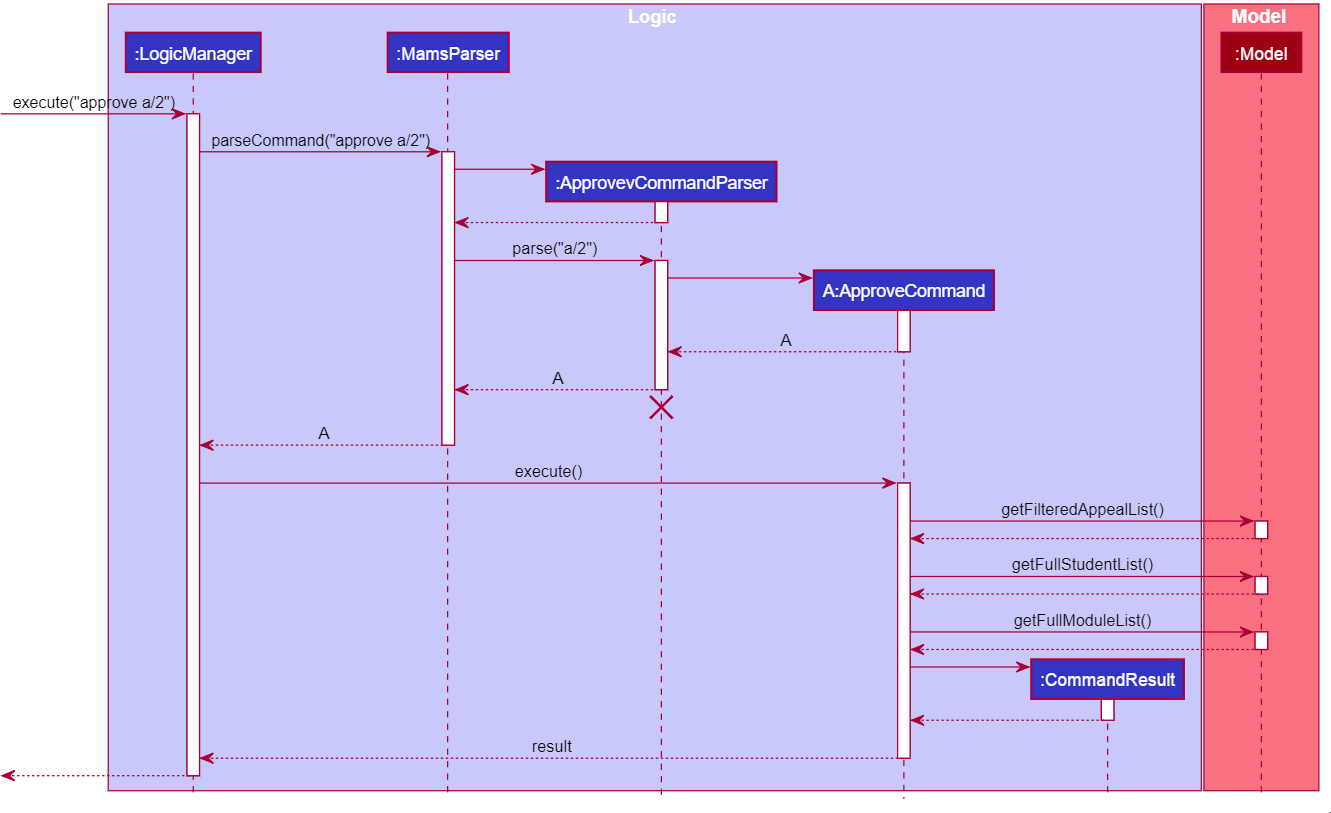 Logic
Model
:LogicManager
:MamsParser
:Model
execute("approve a/2")
parseCommand("approve a/2")
:ApprovevCommandParser
parse("a/2")
A:ApproveCommand
A
A
A
execute()
getFilteredAppealList()
getFullStudentList()
getFullModuleList()
:CommandResult
result